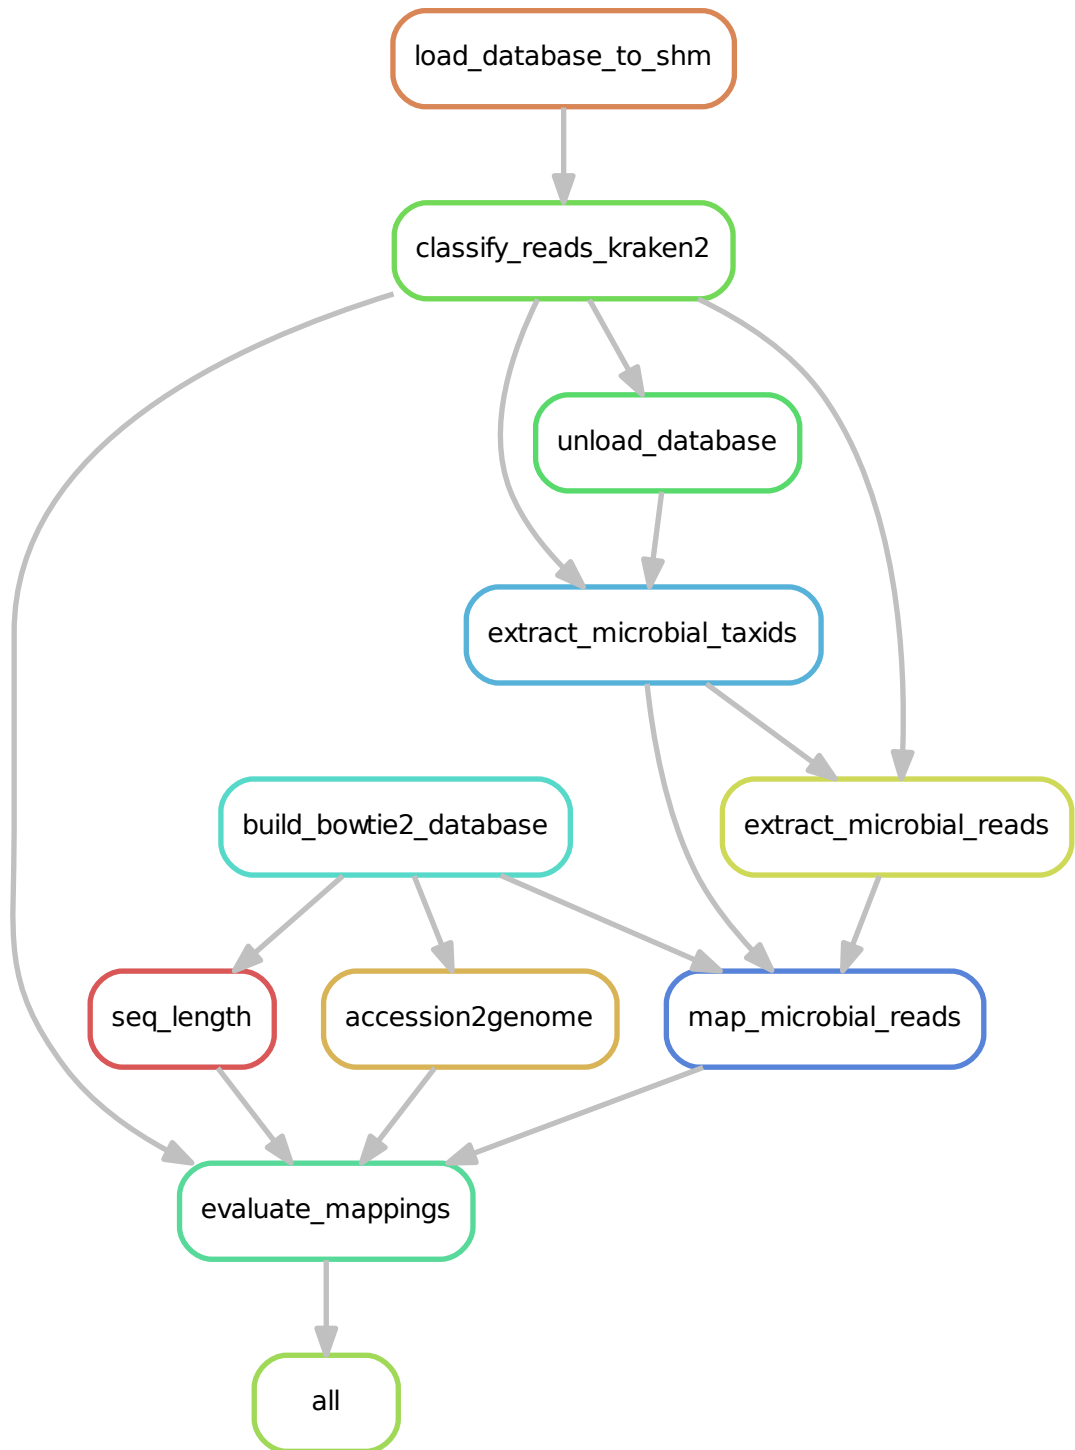 load_database_to_shm
classify_reads_kraken2
unload_database
extract_microbial_taxids
build_bowtie2_database
extract_microbial_reads
seq_length
accession2genome
map_microbial_reads
evaluate_mappings
all